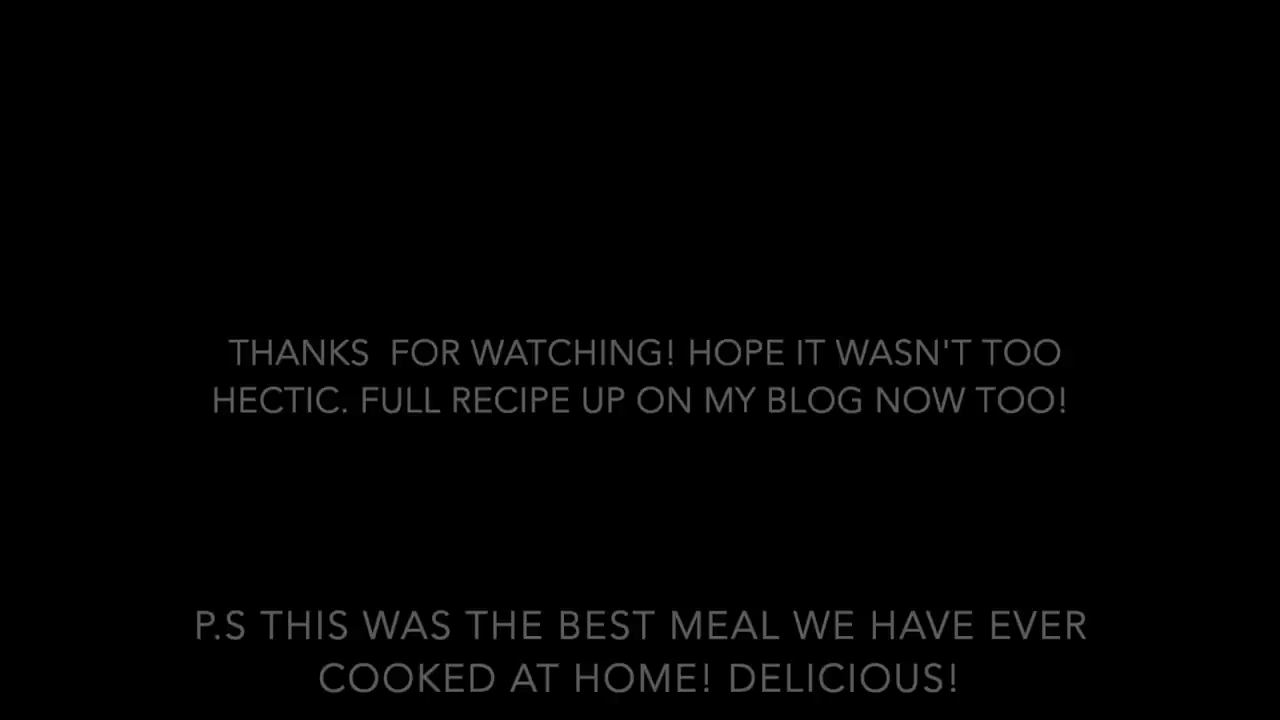 THANKS  FOR WATCHING! HOPE IT WASN'T TOO
HECTIC. FULL RECIPE UP ON MY BLOG NOW TOO!
P.S THIS WAS THE BEST MEAL WE HAVE EVER
COOKED AT HOME! DELICIOUS!